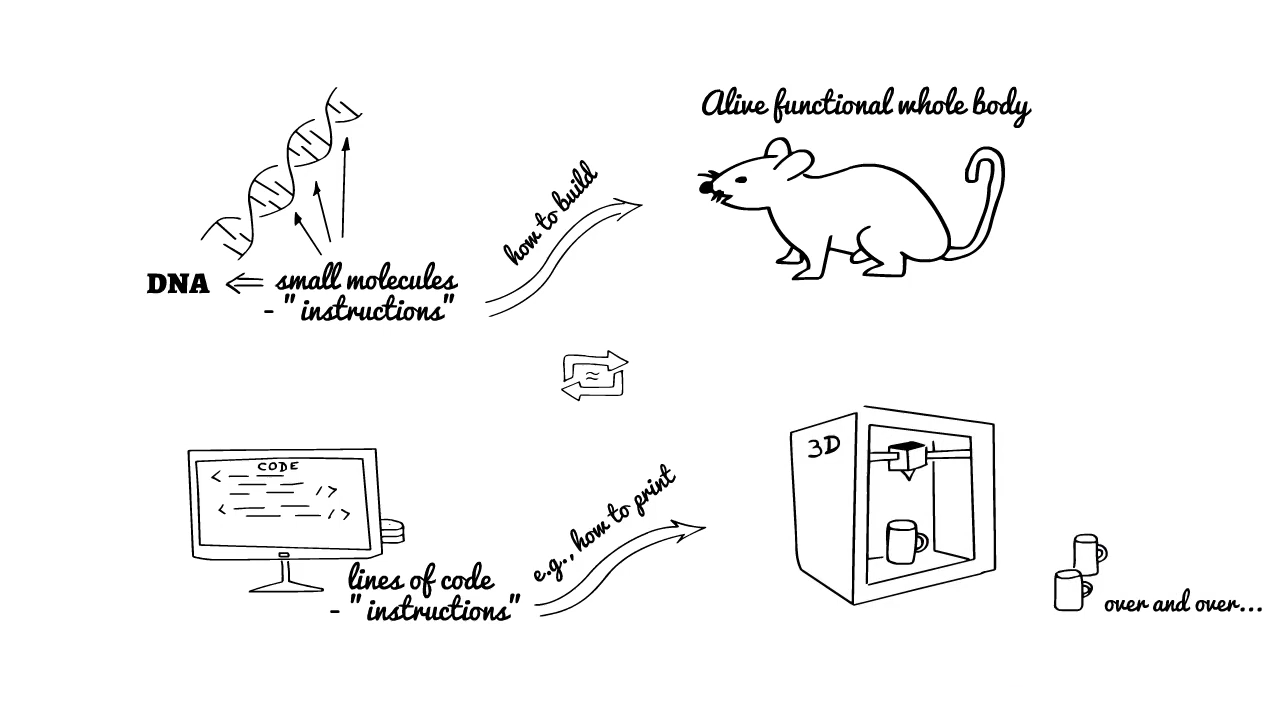 Alive functional whole body
how to build
DNA
small molecules
- " instructions"
≈
CODE
3D
e.g., how to print
lines of code
- " instructions"
over and over...